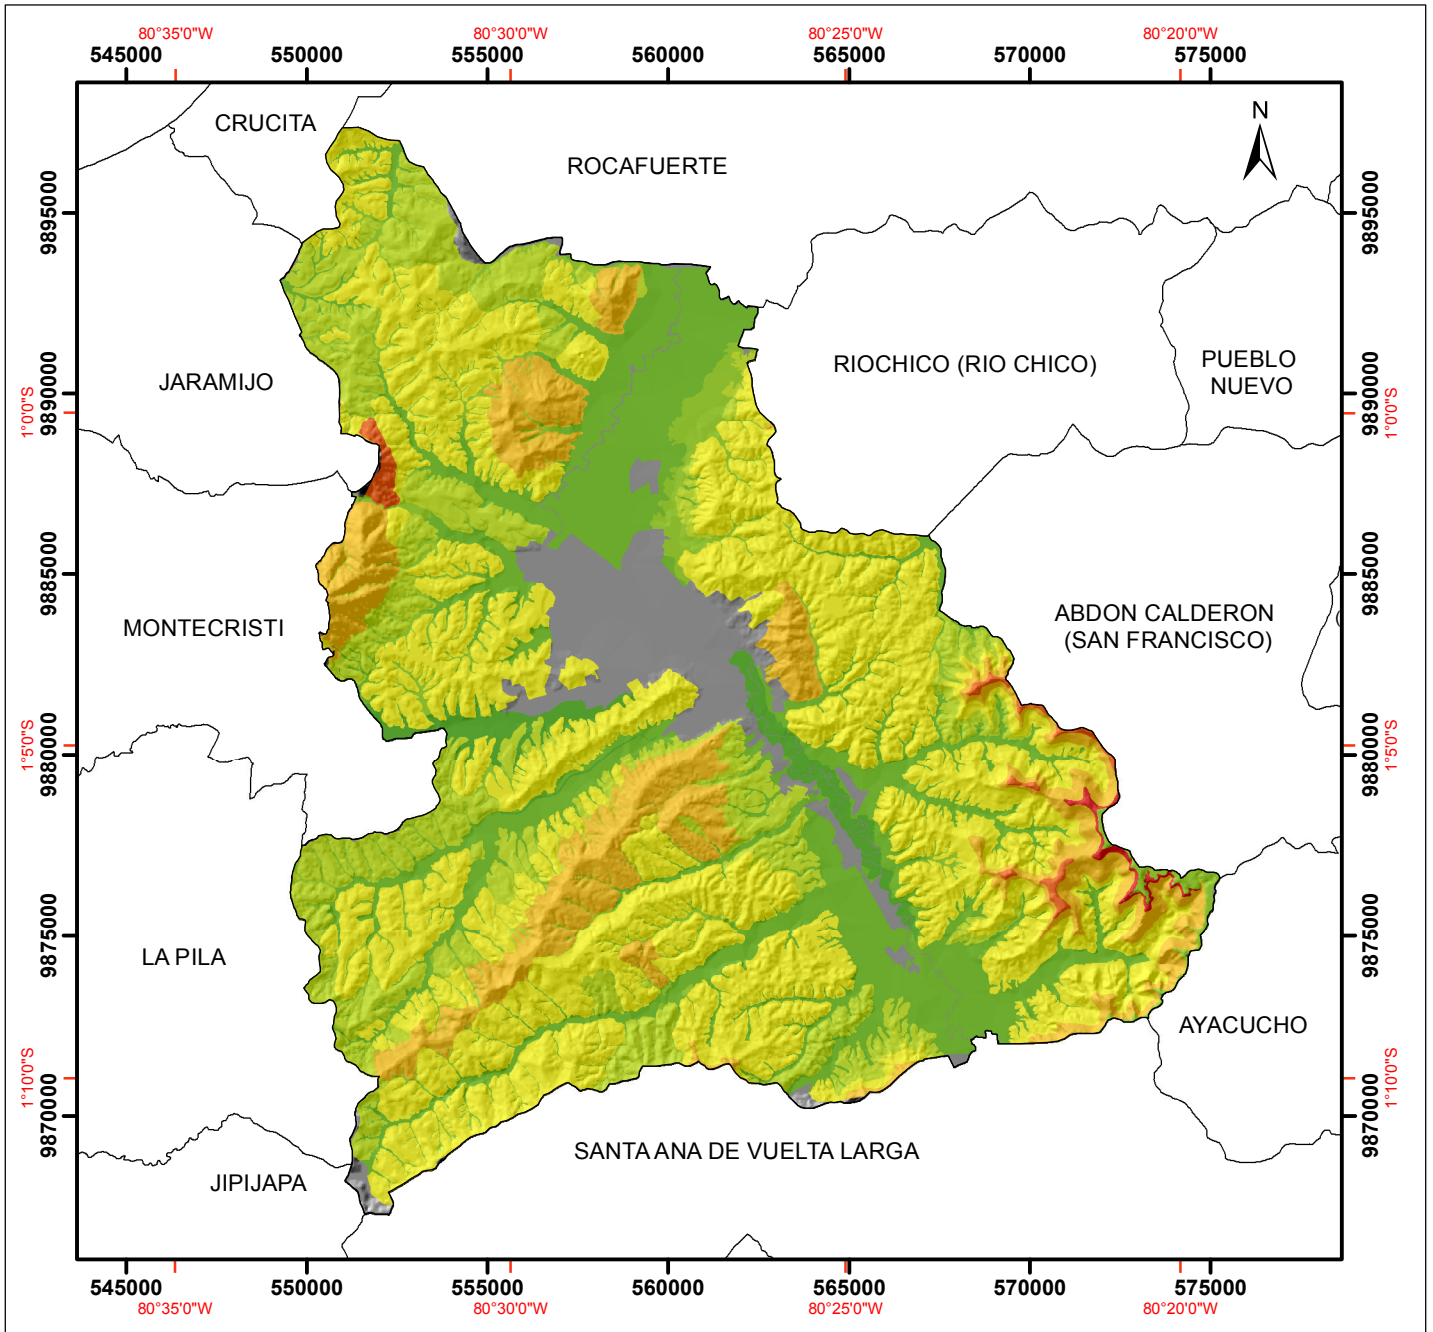 80°35'0"W 80°30'0"W 80°25'0"W 80°20'0"W
545000 550000 555000 560000 565000 570000 575000
N
CRUCITA
ROCAFUERTE
9895000 9895000
JARAMIJO
RIOCHICO (RIO CHICO)
PUEBLO
NUEVO
9890000 9890000
1°0'0"S 1°0'0"S
9885000 9885000
MONTECRISTI
ABDON CALDERON
(SAN FRANCISCO)
1°5'0"S 1°5'0"S
9880000 9880000
9875000 9875000
LA PILA
AYACUCHO
1°10'0"S 1°10'0"S
9870000 9870000
SANTA ANA DE VUELTA LARGA
JIPIJAPA
545000 550000 555000 560000 565000 570000 575000
80°35'0"W 80°30'0"W 80°25'0"W 80°20'0"W